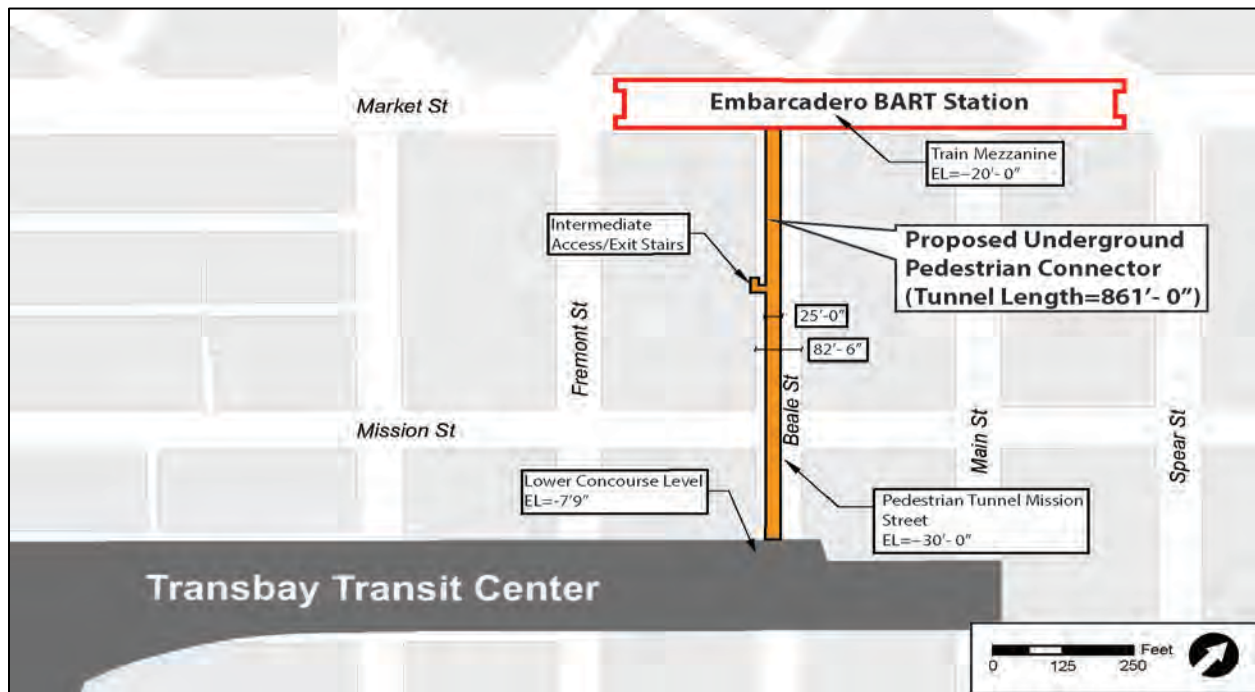 Market St
Embarcadero BART Station
Train Mezzanine
EL=−20'- 0"
Intermediate
Access/Exit Stairs
Proposed Underground
Pedestrian Connector
(Tunnel Length=861'- 0")
25'-0"
82'- 6"
Fremont St
Beale St
Main St
Spear St
Mission St
Lower Concourse Level
EL=-7'9"
Pedestrian Tunnel Mission
Street
EL=−30'- 0"
Transbay Transit Center
Feet
0 125 250